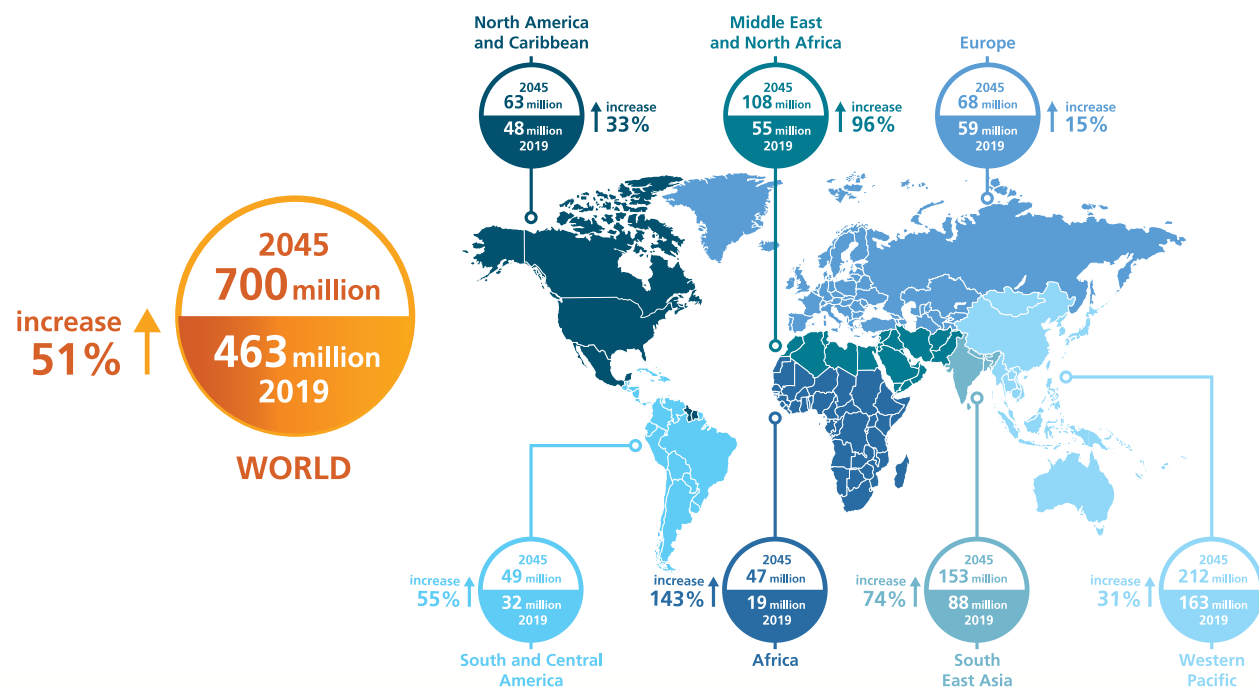 North America
and Caribbean
2045
63 million
48 million
2019
increase
33%
Middle East
and North Africa
2045
108 million
55 million
2019
increase
96%
Europe
2045
68 million
59 million
2019
increase
15%
2045
700 million
463 million
2019
increase
51%
WORLD
increase
55%
2045
49 million
32 million
2019
South and Central
America
increase
143%
2045
47 million
19 million
2019
Africa
increase
74%
2045
153 million
88 million
2019
South
East Asia
increase
31%
2045
212 million
163 million
2019
Western
Pacific